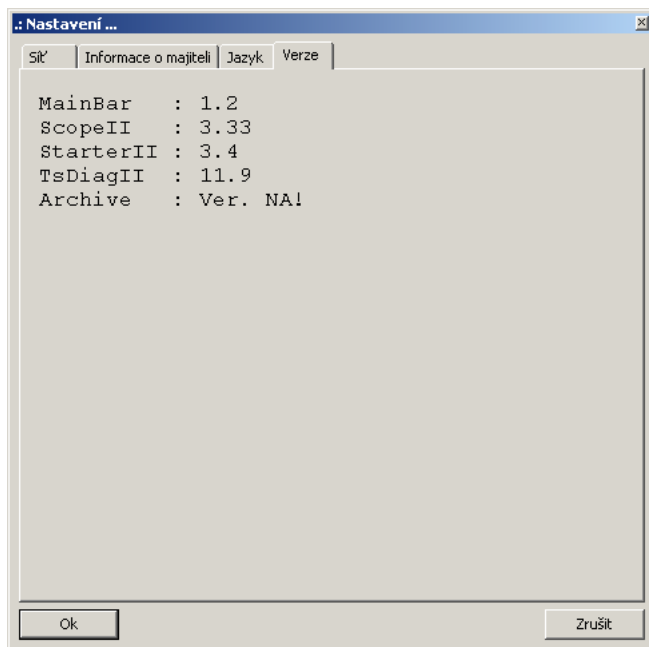 .: Nastavení ...
Síť Informace o majiteli Jazyk Verze
MainBar : 1.2
ScopeII : 3.33
StarterII : 3.4
TsDiagII : 11.9
Archive : Ver. NA!
Ok Zrušit